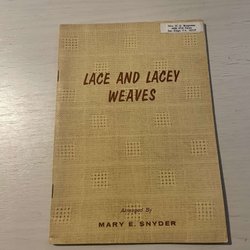 LACE AND LACEY
WEAVES
Arranged By
MARY E. SNYDER